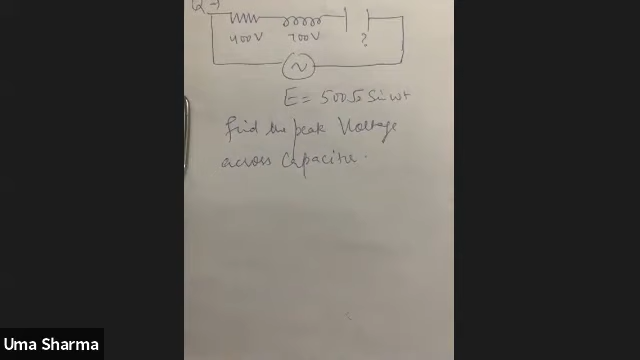 Q →
400V 700V ?
E = 500√2 Sin wt
find the peak Voltage
across Capacitor.
Uma Sharma